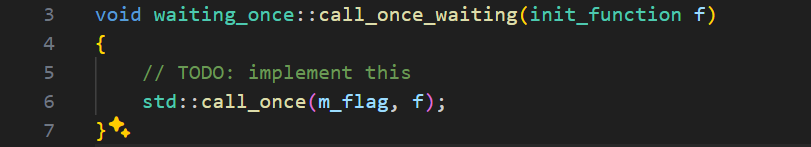 3 void waiting_once::call_once_waiting(init_function f)
4 {
5     // TODO: implement this
6     std::call_once(m_flag, f);
7 }